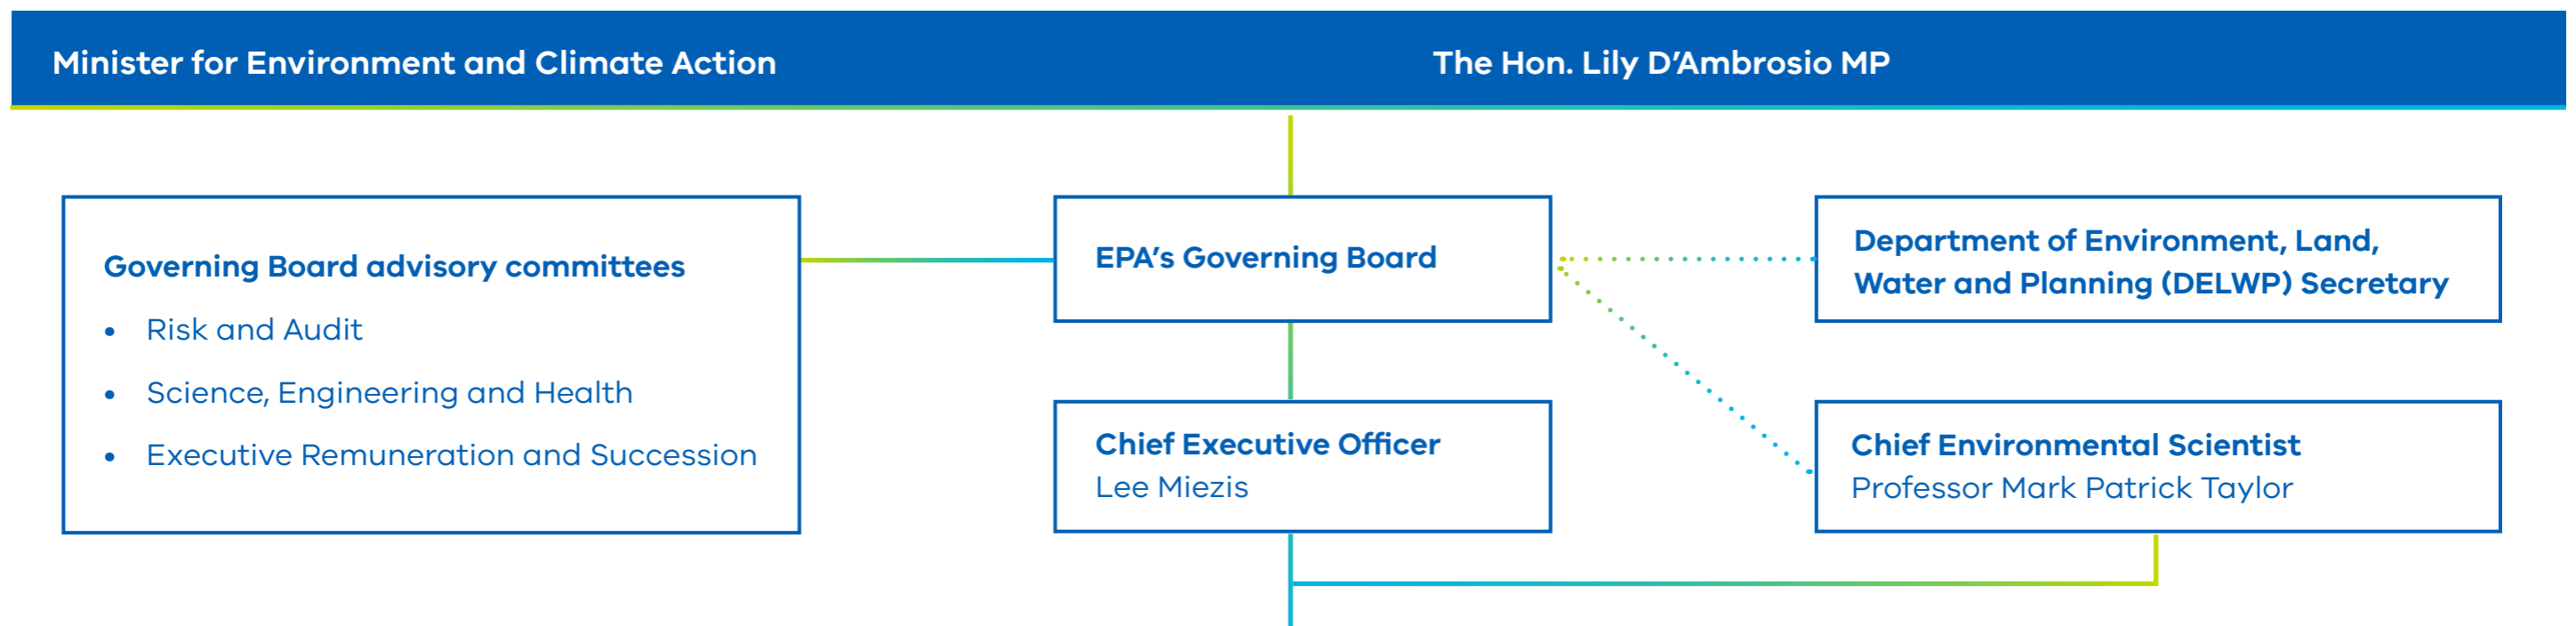 Minister for Environment and Climate Action
The Hon. Lily D’Ambrosio MP
Governing Board advisory committees
• Risk and Audit
• Science, Engineering and Health
• Executive Remuneration and Succession
EPA’s Governing Board
Department of Environment, Land,
Water and Planning (DELWP) Secretary
Chief Executive Officer
Lee Miezis
Chief Environmental Scientist
Professor Mark Patrick Taylor